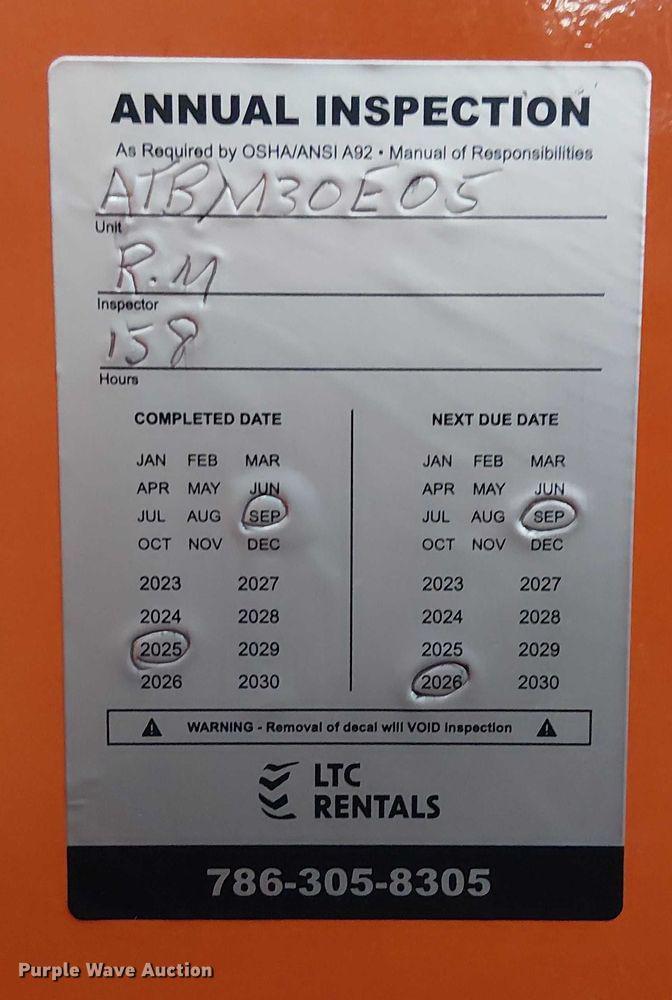 ANNUAL INSPECTION
As Required by OSHA/ANSI A92 • Manual of Responsibilities
ATBM30E05
Unit
R.M
Inspector
158
Hours
COMPLETED DATE
JAN FEB MAR
APR MAY JUN
JUL AUG SEP
OCT NOV DEC
2023 2027
2024 2028
2025 2029
2026 2030
NEXT DUE DATE
JAN FEB MAR
APR MAY JUN
JUL AUG SEP
OCT NOV DEC
2023 2027
2024 2028
2025 2029
2026 2030
WARNING - Removal of decal will VOID Inspection
LTC
RENTALS
786-305-8305
Purple Wave Auction